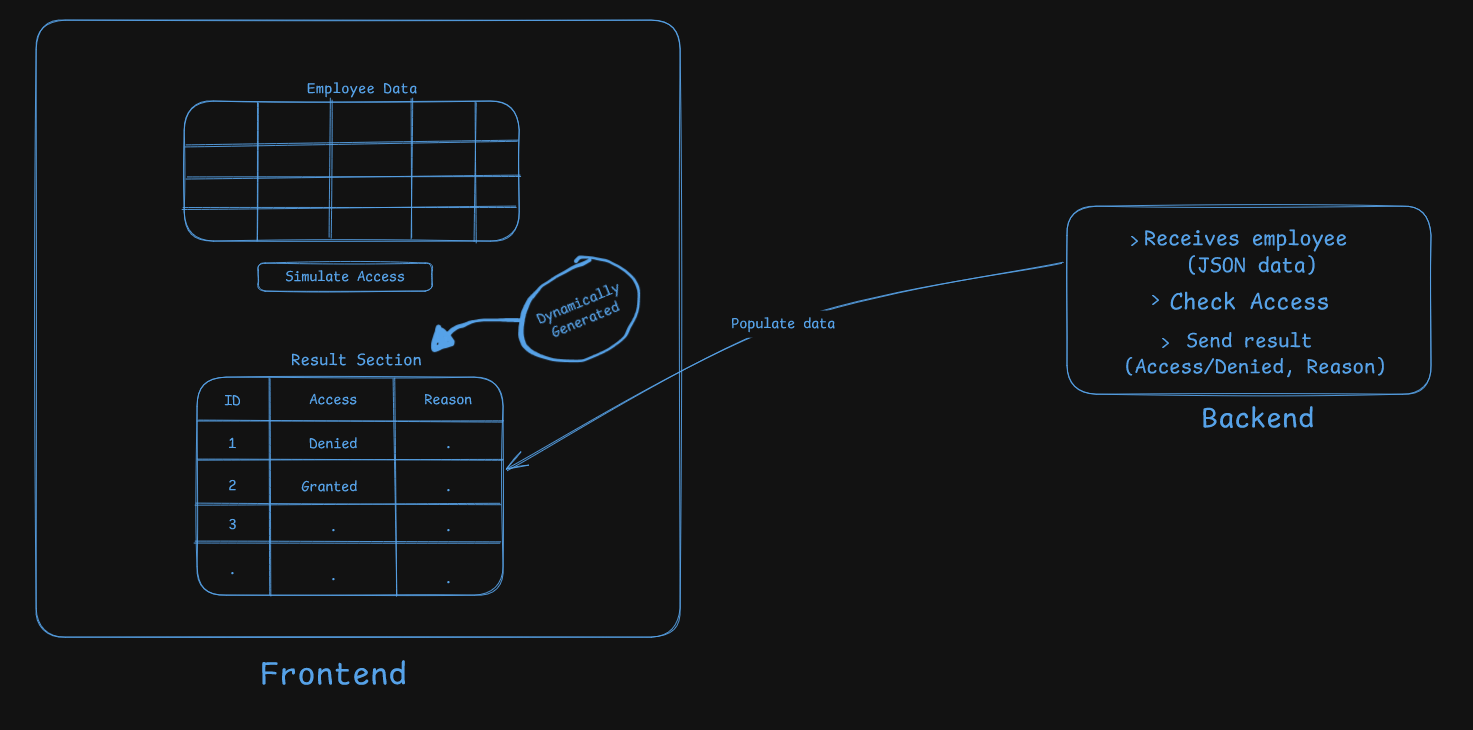 Employee Data
Simulate Access
Dynamically
Generated
Result Section
ID Access Reason
1 Denied .
2 Granted .
3 . .
. . .
Frontend
Populate data
> Receives employee
(JSON data)
> Check Access
> Send result
(Access/Denied, Reason)
Backend